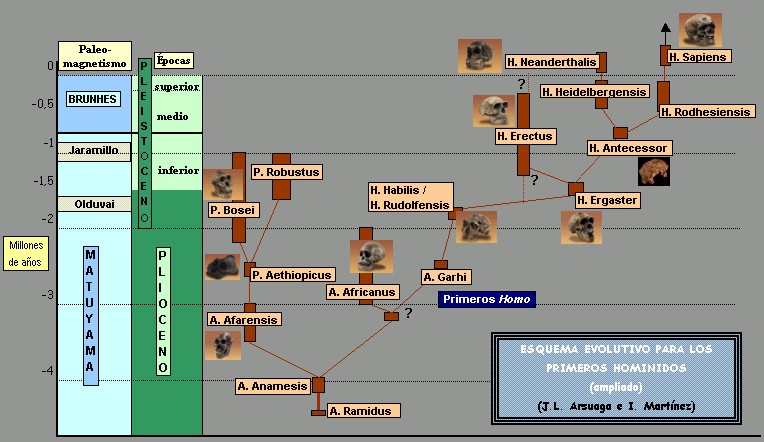 Paleo-
magnetismo
Épocas
0
-0,5
-1
-1,5
-2
-3
-4
Millones
de años
BRUNHES
Jaramillo
Olduvai
MATUYAMA
PLEISTOCENO
PLIOCENO
superior
medio
inferior
H. Sapiens
H. Neanderthalis
H. Heidelbergensis
H. Rodhesiensis
?
H. Erectus
H. Antecessor
?
H. Ergaster
P. Robustus
P. Bosei
H. Habilis /
H. Rudolfensis
P. Aethiopicus
A. Garhi
A. Africanus
Primeros Homo
?
A. Afarensis
A. Anamesis
A. Ramidus
ESQUEMA EVOLUTIVO PARA LOS
PRIMEROS HOMINIDOS
(ampliado)
(J.L. Arsuaga e I. Martínez)